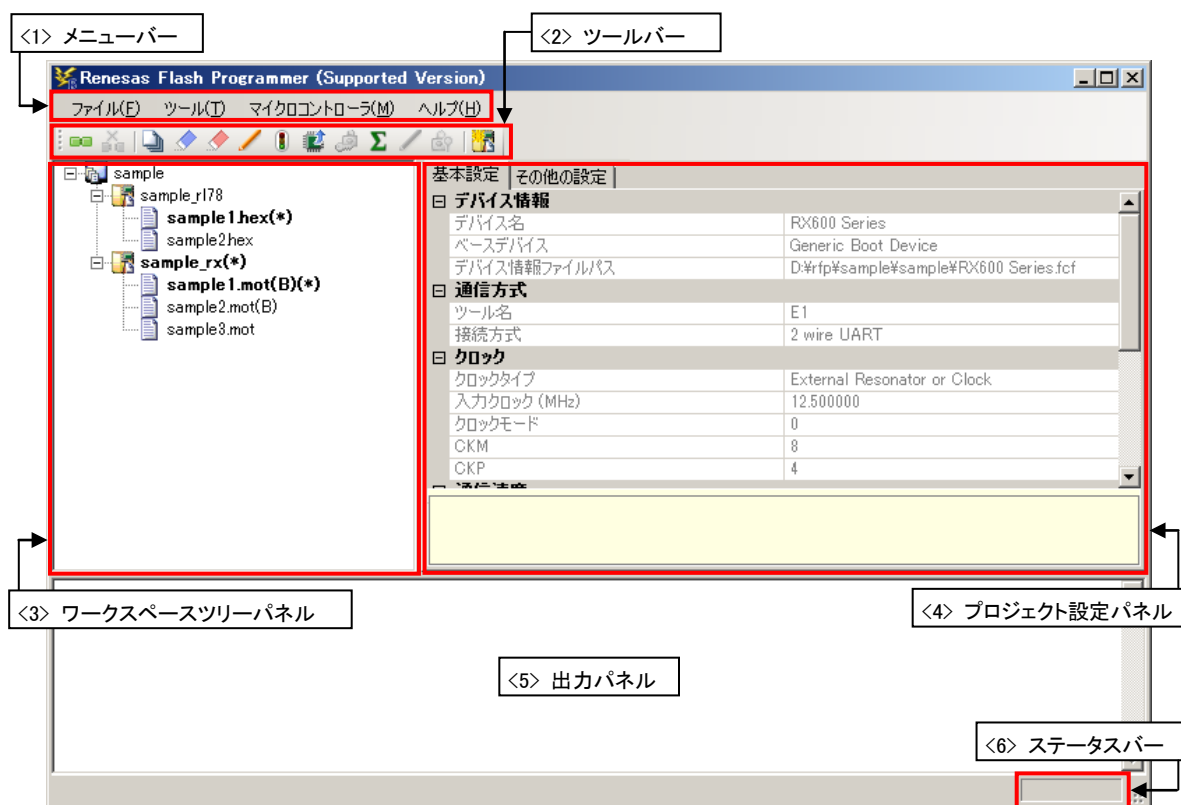 <1> メニューバー
<2> ツールバー
Renesas Flash Programmer (Supported Version)
ファイル(F) ツール(T) マイクロコントローラ(M) ヘルプ(H)
sample
sample_rl78
sample1.hex(*)
sample2.hex
sample_rx(*)
sample1.mot(B)(*)
sample2.mot(B)
sample3.mot
基本設定 その他の設定
デバイス情報
デバイス名 RX600 Series
ベースデバイス Generic Boot Device
デバイス情報ファイルパス D:¥rfp¥sample¥sample¥RX600 Series.fcf
通信方式
ツール名 E1
接続方式 2 wire UART
クロック
クロックタイプ External Resonator or Clock
入力クロック (MHz) 12.500000
クロックモード 0
CKM 8
CKP 4
通信速度
<3> ワークスペースツリーパネル
<4> プロジェクト設定パネル
<5> 出力パネル
<6> ステータスバー